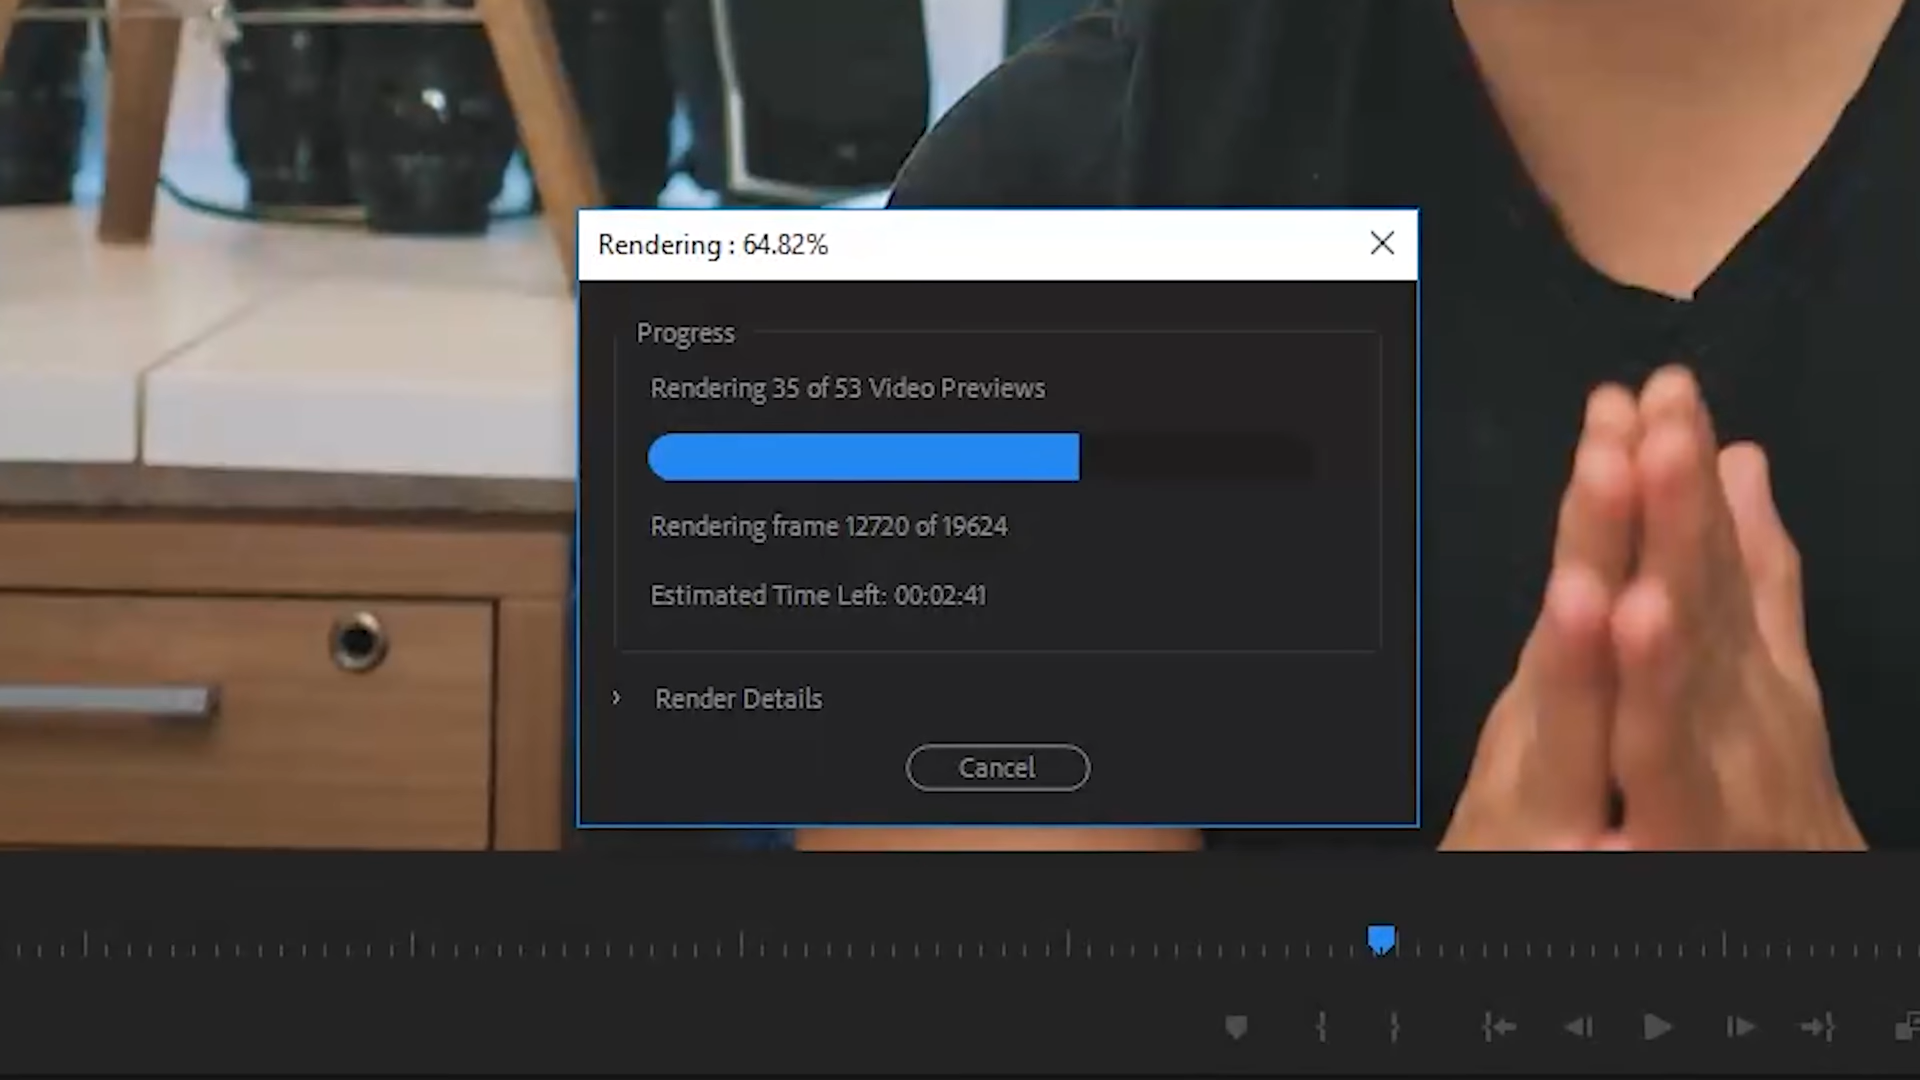 Rendering : 64.82%
Progress
Rendering 35 of 53 Video Previews
Rendering frame 12720 of 19624
Estimated Time Left: 00:02:41
Render Details
Cancel